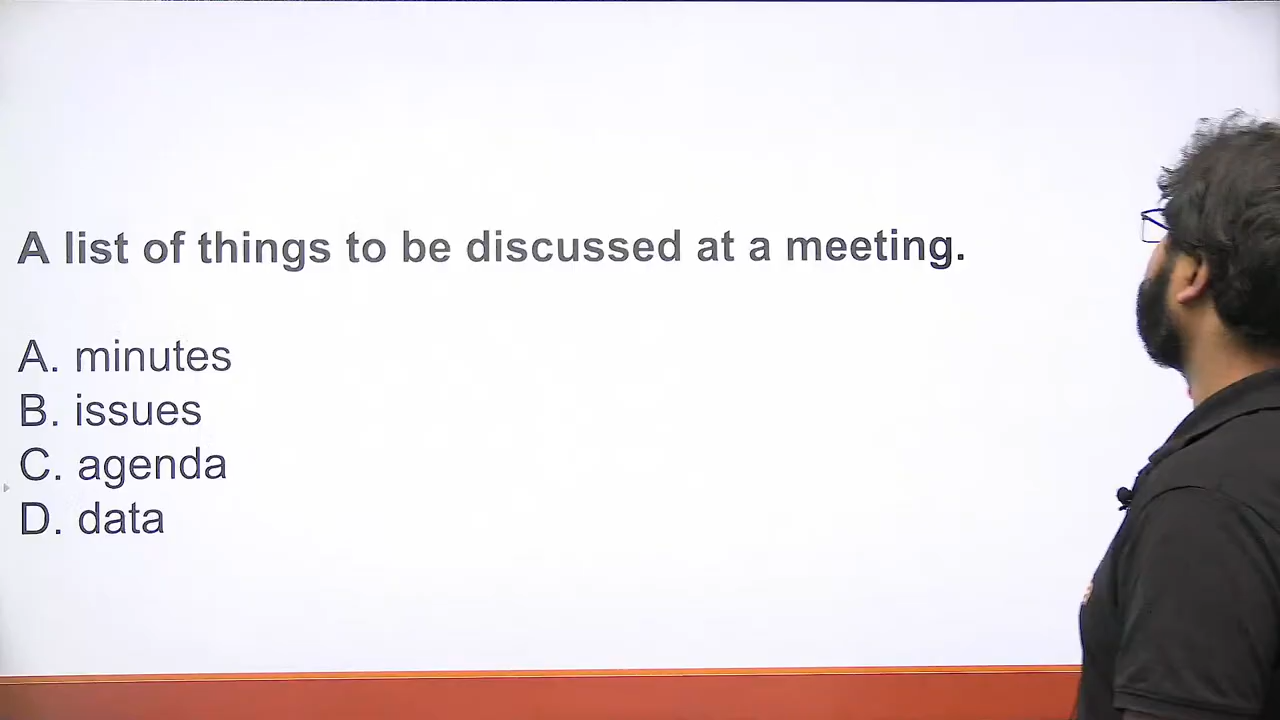 A list of things to be discussed at a meeting.
A. minutes
B. issues
C. agenda
D. data